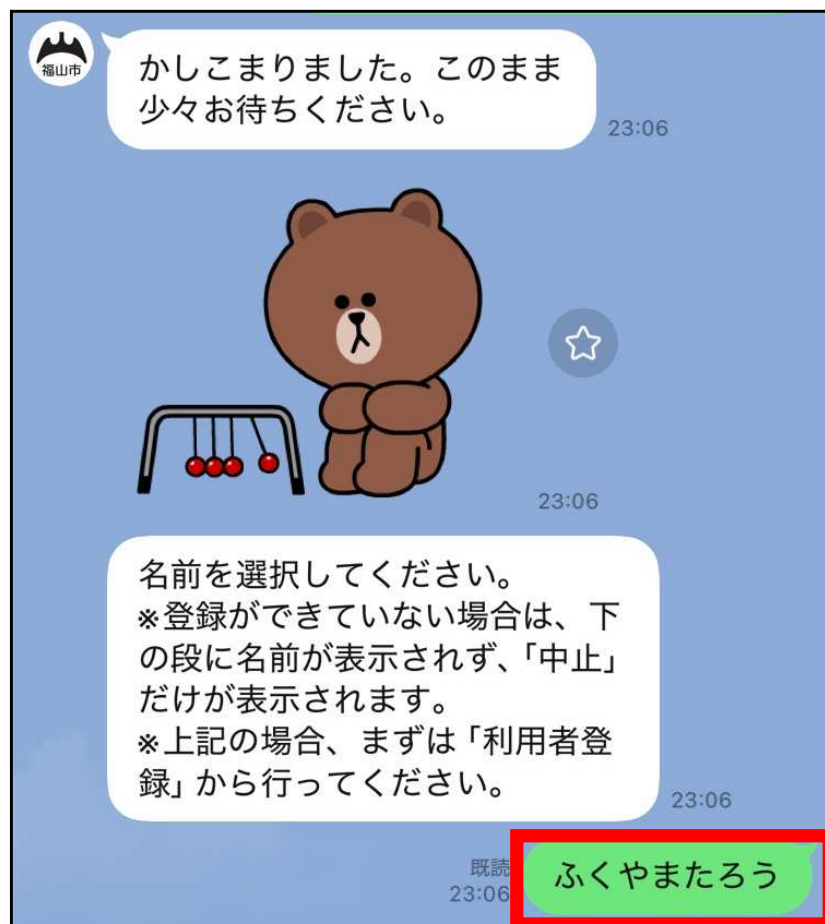 福山市
かしこまりました。このまま
少々お待ちください。
23:06
23:06
名前を選択してください。
※登録ができていない場合は、下
の段に名前が表示されず、「中止」
だけが表示されます。
※上記の場合、まずは「利用者登
録」から行ってください。
23:06
既読
23:06
ふくやまたろう